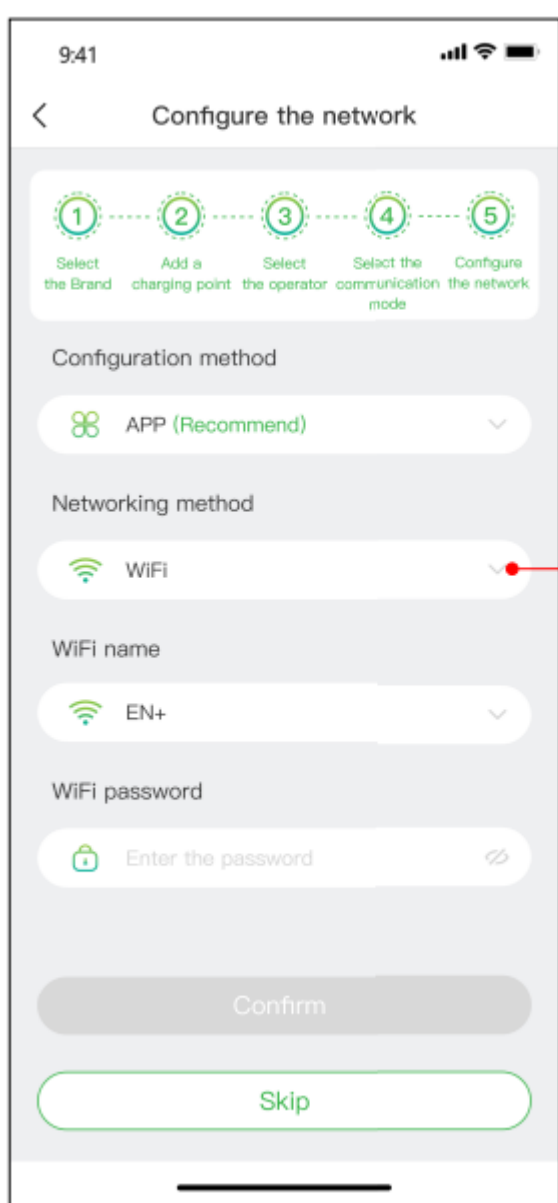 9:41
Configure the network
1 2 3 4 5
Select Add a Select Select the Configure
the Brand charging point the operator communication the network
mode
Configuration method
APP (Recommend)
Networking method
WiFi
WiFi name
EN+
WiFi password
Enter the password
Confirm
Skip